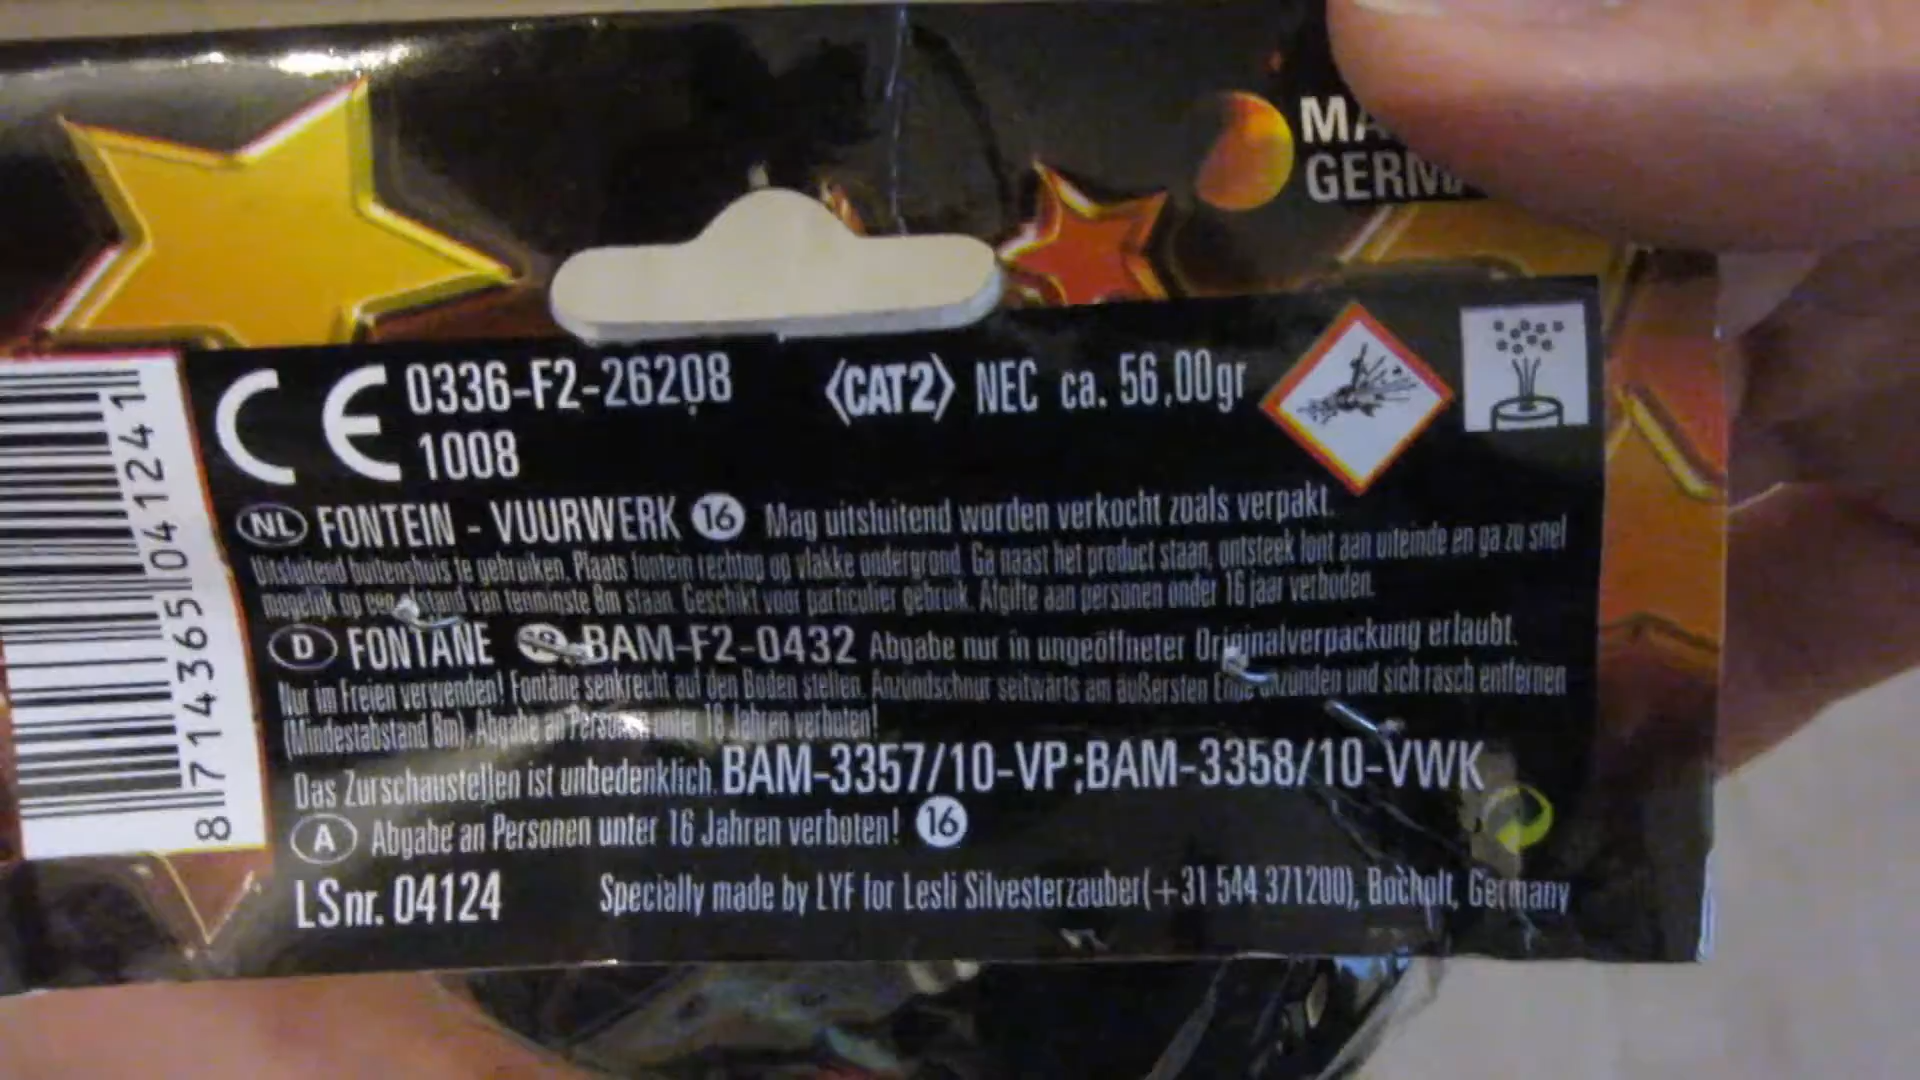 MA
GERMA
CE 0336-F2-26208 <CAT2> NEC ca. 56,00gr
1008
NL FONTEIN - VUURWERK 16 Mag uitsluitend worden verkocht zoals verpakt.
Uitsluitend buitenshuis te gebruiken. Plaats fontein rechtop op vlakke ondergrond. Ga naast het product staan, ontsteek lont aan uiteinde en ga zo snel
mogelijk op een afstand van tenminste 8m staan. Geschikt voor particulier gebruik. Afgifte aan personen onder 16 jaar verboden.
D FONTÄNE BAM-F2-0432 Abgabe nur in ungeöffneter Originalverpackung erlaubt.
Nur im Freien verwenden! Fontäne senkrecht auf den Boden stellen. Anzündschnur seitwärts am äußersten Ende anzünden und sich rasch entfernen
(Mindestabstand 8m). Abgabe an Personen unter 18 Jahren verboten!
Das Zurschaustellen ist unbedenklich. BAM-3357/10-VP;BAM-3358/10-VWK
A Abgabe an Personen unter 16 Jahren verboten! 16
LSnr. 04124 Specially made by LYF for Lesli Silvesterzauber(+31 544 371200), Bocholt, Germany
8 714365 041241